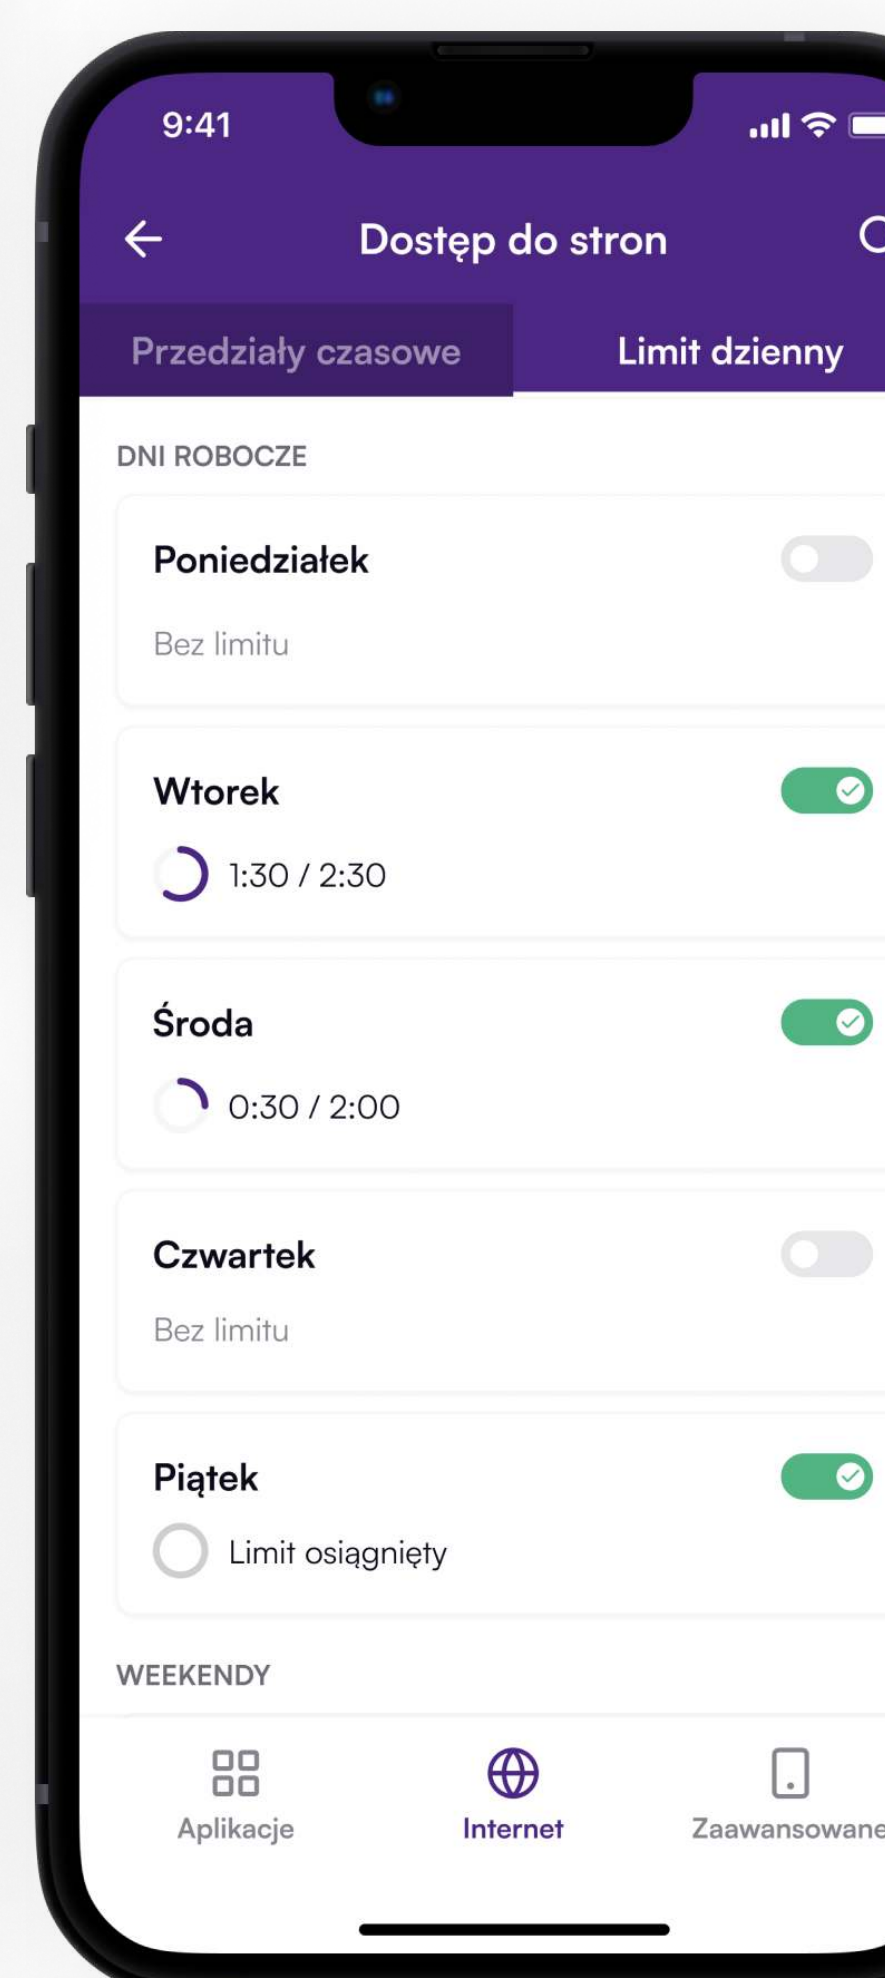 9:41
Dostęp do stron
Przedziały czasowe
Limit dzienny
DNI ROBOCZE
Poniedziałek
Bez limitu
Wtorek
1:30 / 2:30
Środa
0:30 / 2:00
Czwartek
Bez limitu
Piątek
Limit osiągnięty
WEEKENDY
Aplikacje
Internet
Zaawansowane